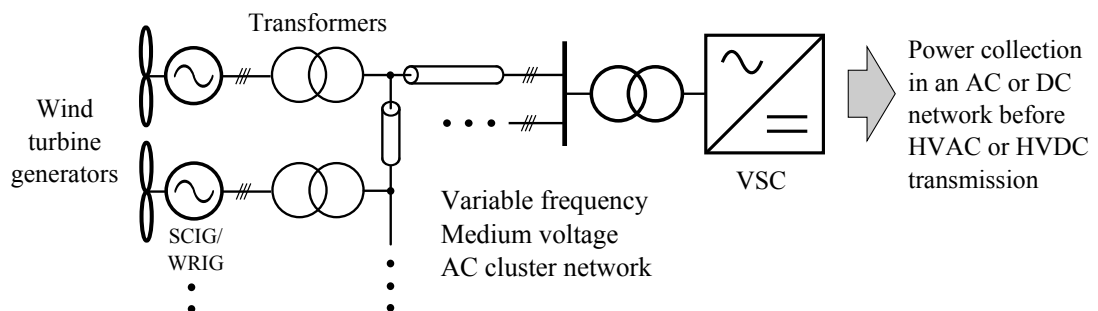 Transformers
Wind
turbine
generators
SCIG/
WRIG
Variable frequency
Medium voltage
AC cluster network
VSC
Power collection
in an AC or DC
network before
HVAC or HVDC
transmission